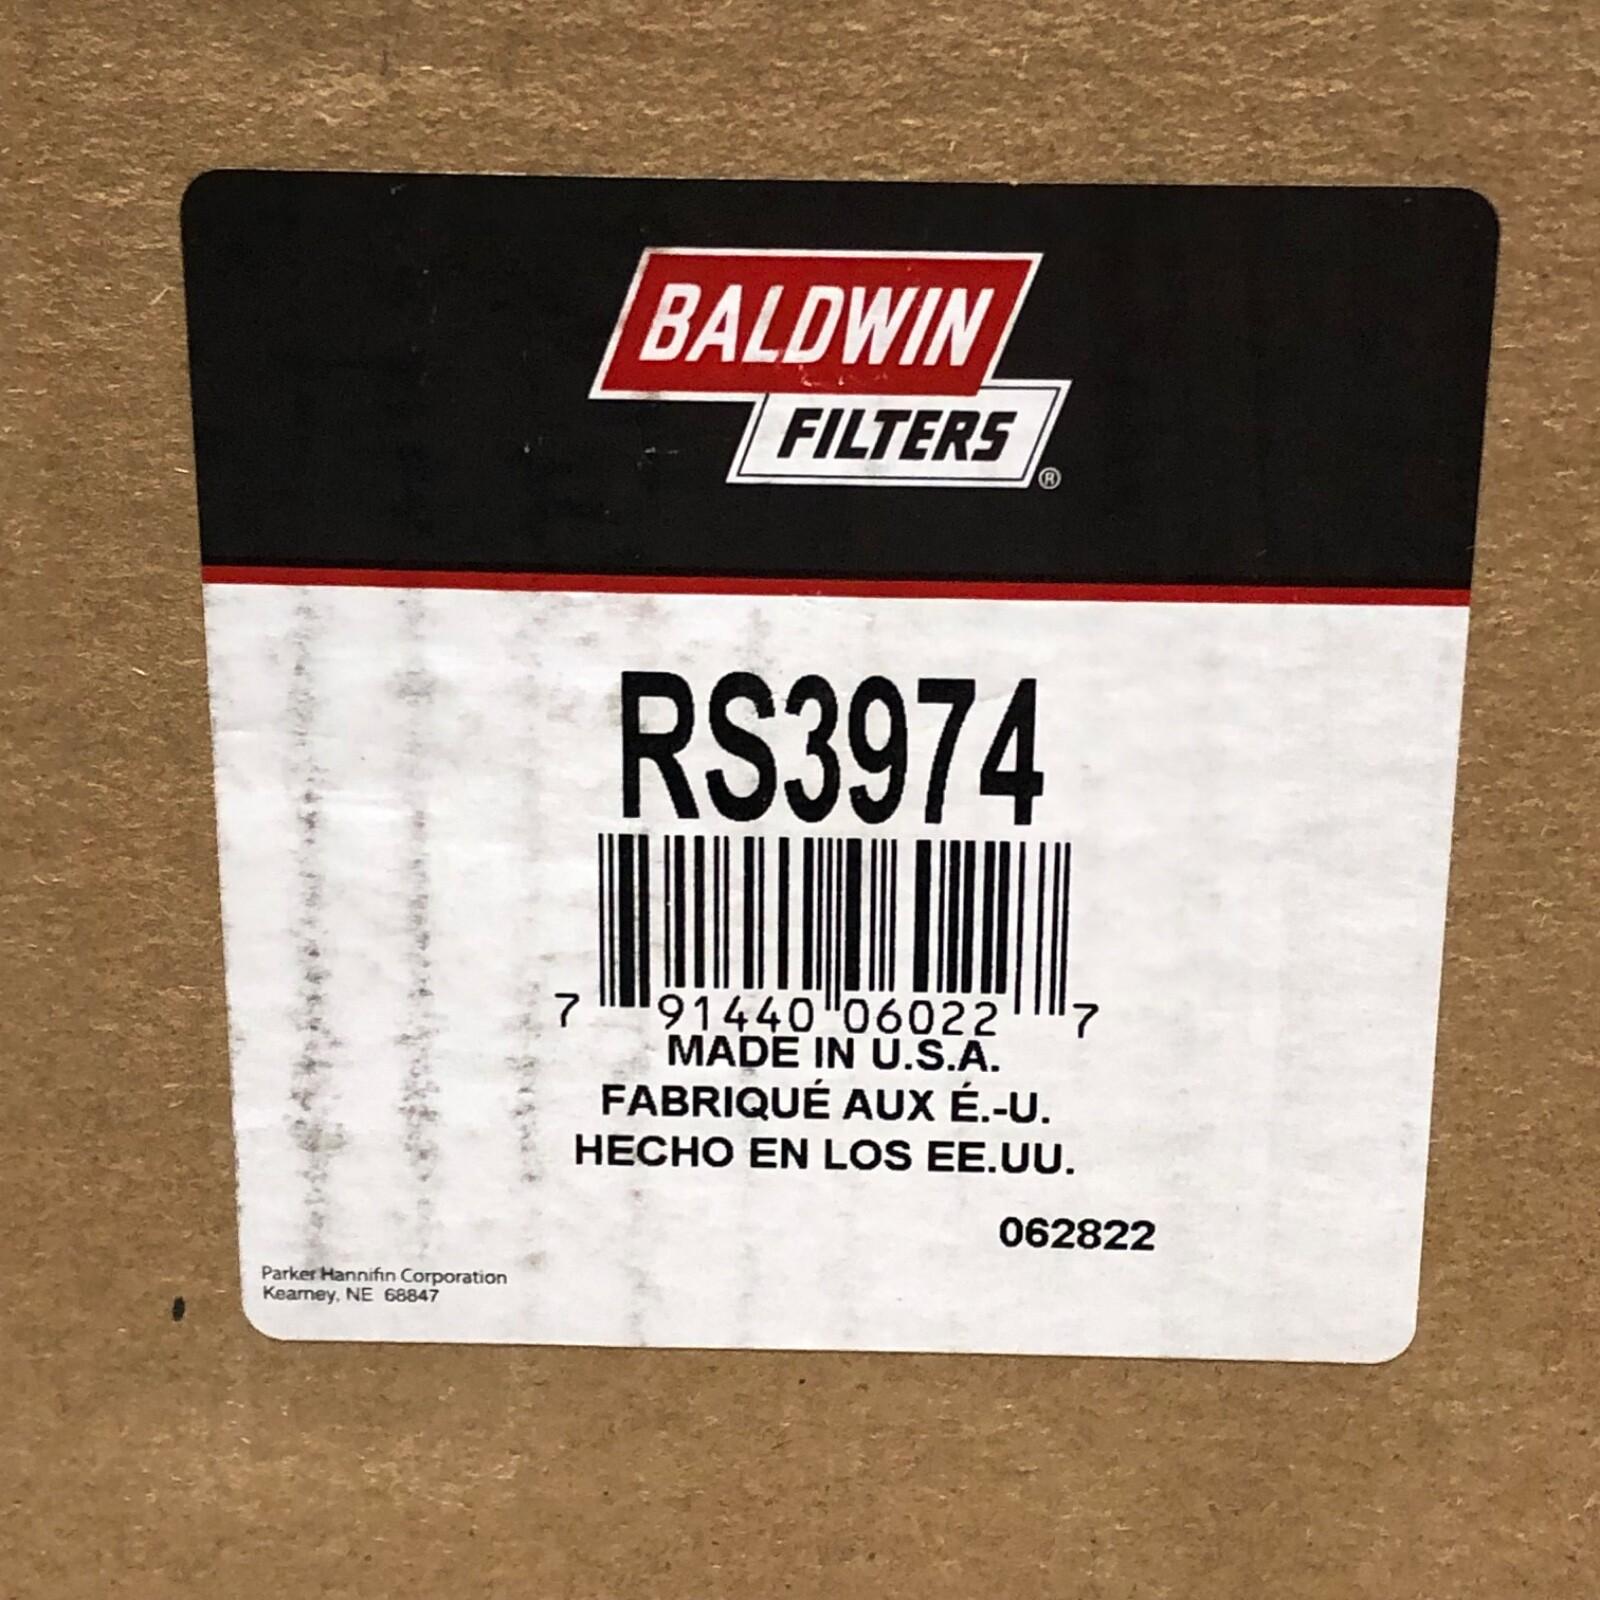 BALDWIN
FILTERS ®
RS3974
7 91440 06022 7
MADE IN U.S.A.
FABRIQUÉ AUX É.-U.
HECHO EN LOS EE.UU.
062822
Parker Hannifin Corporation
Kearney, NE 68847